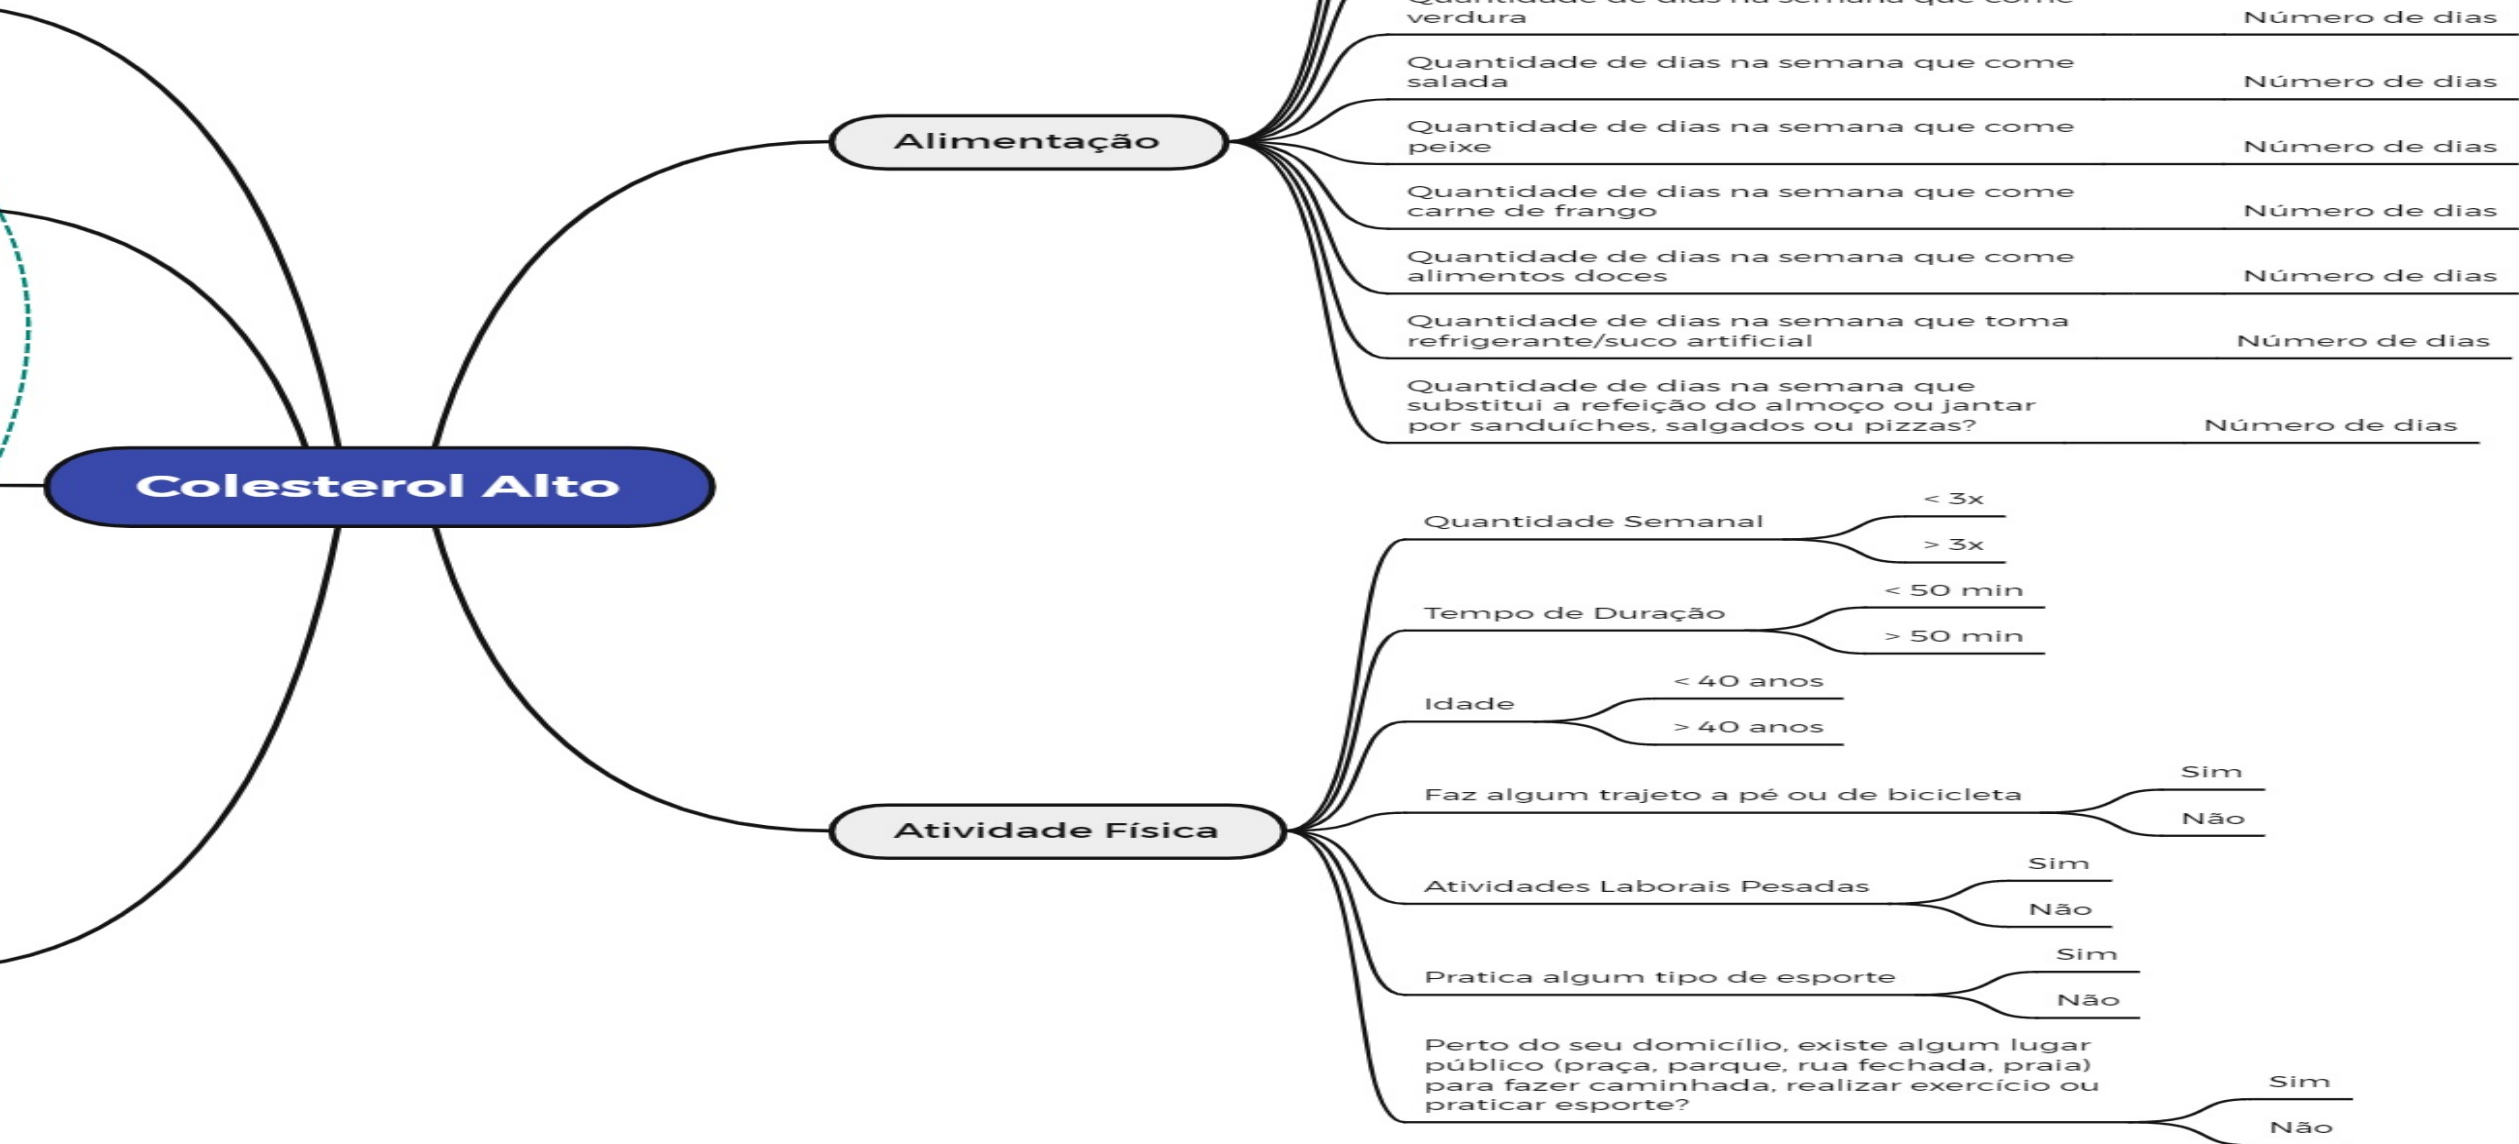 Quantidade de dias na semana que come
verdura
Número de dias
Quantidade de dias na semana que come
salada
Número de dias
Quantidade de dias na semana que come
peixe
Número de dias
Quantidade de dias na semana que come
carne de frango
Número de dias
Quantidade de dias na semana que come
alimentos doces
Número de dias
Quantidade de dias na semana que toma
refrigerante/suco artificial
Número de dias
Quantidade de dias na semana que
substitui a refeição do almoço ou jantar
por sanduíches, salgados ou pizzas?
Número de dias
Alimentação
Colesterol Alto
Atividade Física
Quantidade Semanal
< 3x
> 3x
Tempo de Duração
< 50 min
> 50 min
Idade
< 40 anos
> 40 anos
Faz algum trajeto a pé ou de bicicleta
Sim
Não
Atividades Laborais Pesadas
Sim
Não
Pratica algum tipo de esporte
Sim
Não
Perto do seu domicílio, existe algum lugar
público (praça, parque, rua fechada, praia)
para fazer caminhada, realizar exercício ou
praticar esporte?
Sim
Não